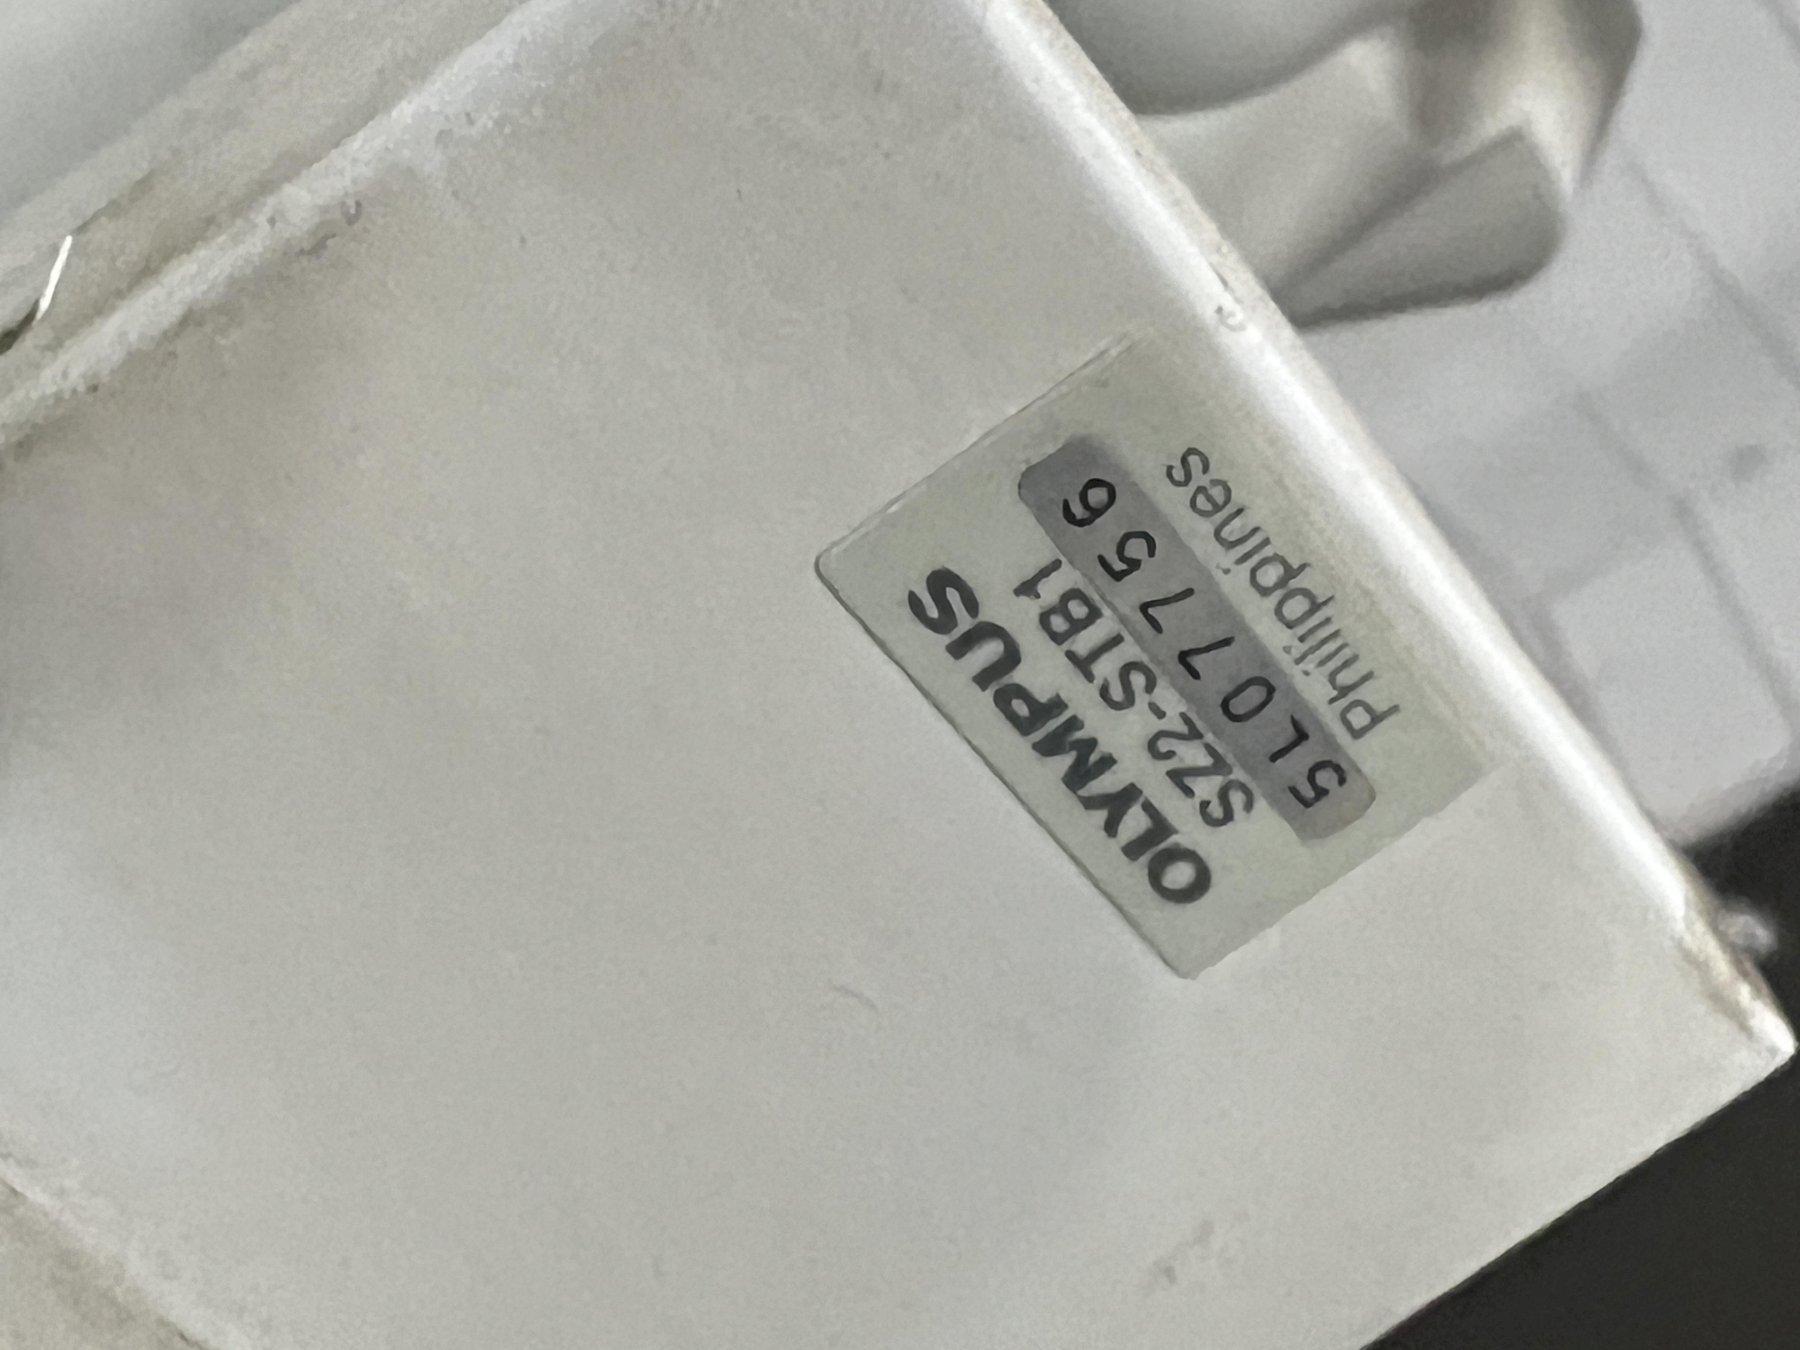 OLYMPUS
SZ2-STB1
5L07756
Philippines